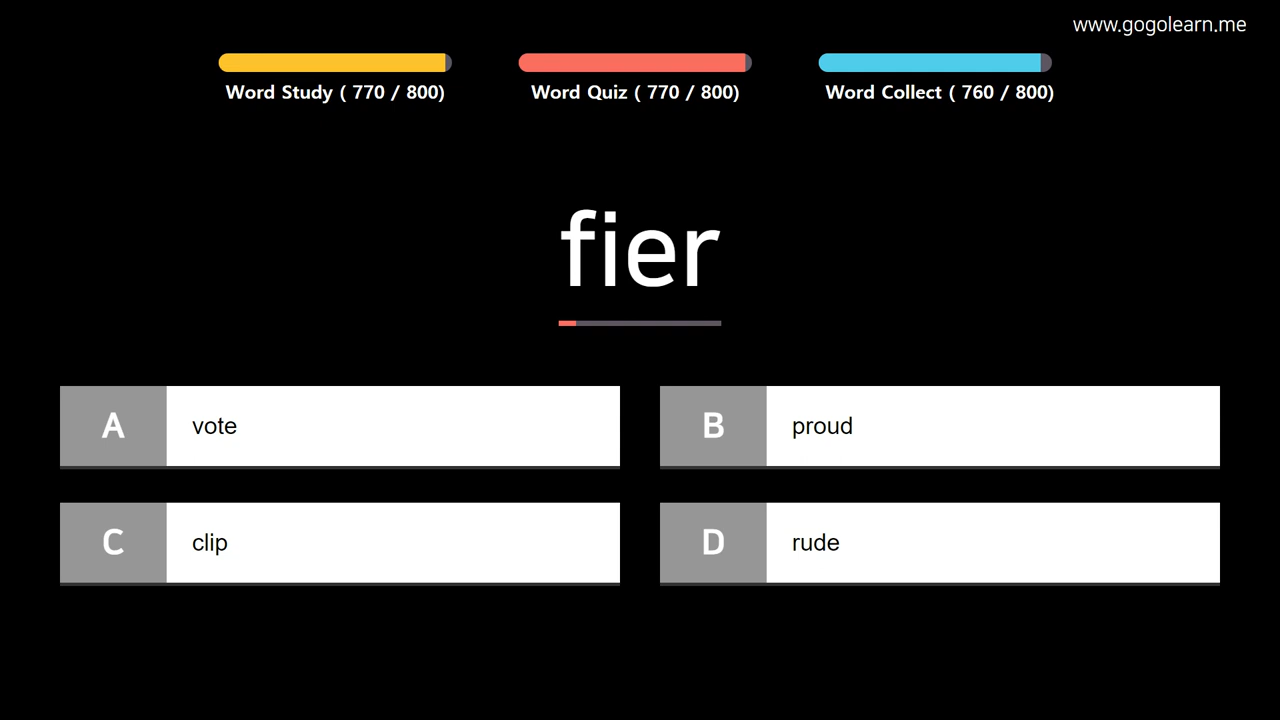 www.gogolearn.me
Word Study ( 770 / 800)
Word Quiz ( 770 / 800)
Word Collect ( 760 / 800)
fier
A vote
B proud
C clip
D rude